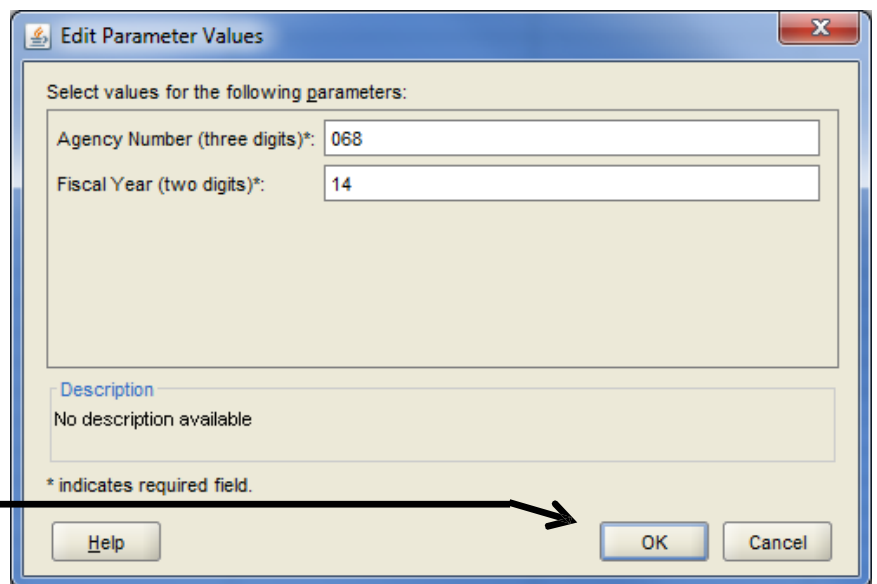 Edit Parameter Values
x
Select values for the following parameters:
Agency Number (three digits)*: 068
Fiscal Year (two digits)*: 14
Description
No description available
* indicates required field.
Help OK Cancel